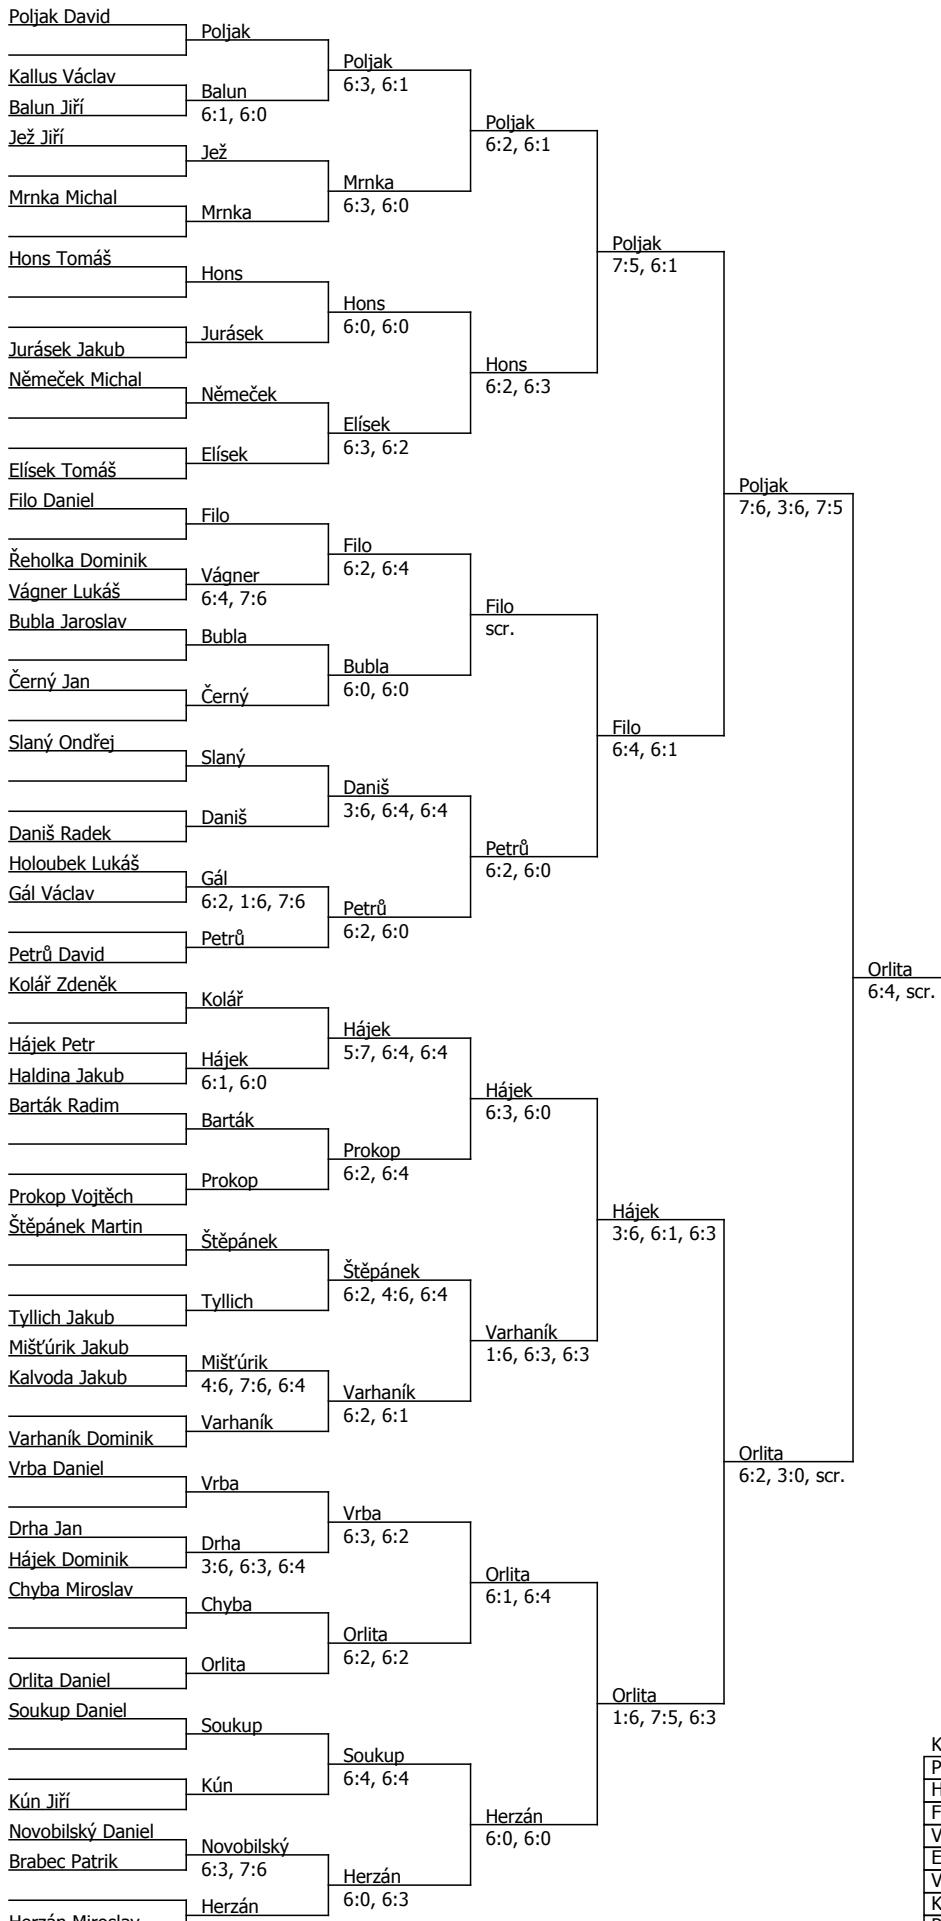 Poljak David
Kallus Václav
Balun Jiří
Jež Jiří
Mrnka Michal
Hons Tomáš
Jurásek Jakub
Němeček Michal
Elísek Tomáš
Filo Daniel
Řeholka Dominik
Vágner Lukáš
Bubla Jaroslav
Černý Jan
Slaný Ondřej
Daniš Radek
Holoubek Lukáš
Gál Václav
Petrů David
Kolář Zdeněk
Hájek Petr
Haldina Jakub
Barták Radim
Prokop Vojtěch
Štěpánek Martin
Tyllich Jakub
Mišťúrik Jakub
Kalvoda Jakub
Varhaník Dominik
Vrba Daniel
Drha Jan
Hájek Dominik
Chyba Miroslav
Orlita Daniel
Soukup Daniel
Kún Jiří
Novobilský Daniel
Brabec Patrik
Herzán Miroslav
Poljak
Balun
6:1, 6:0
Jež
Mrnka
Hons
Jurásek
Němeček
Elísek
Filo
Vágner
6:4, 7:6
Bubla
Černý
Slaný
Daniš
Gál
6:2, 1:6, 7:6
Petrů
Kolář
Hájek
6:1, 6:0
Barták
Prokop
Štěpánek
Tyllich
Mišťúrik
4:6, 7:6, 6:4
Varhaník
Vrba
Drha
3:6, 6:3, 6:4
Chyba
Orlita
Soukup
Kún
Novobilský
6:3, 7:6
Herzán
Poljak
6:3, 6:1
Mrnka
6:3, 6:0
Hons
6:0, 6:0
Elísek
6:3, 6:2
Filo
6:2, 6:4
Bubla
6:0, 6:0
Daniš
3:6, 6:4, 6:4
Petrů
6:2, 6:0
Hájek
5:7, 6:4, 6:4
Prokop
6:2, 6:4
Štěpánek
6:2, 4:6, 6:4
Varhaník
6:2, 6:1
Vrba
6:3, 6:2
Orlita
6:2, 6:2
Soukup
6:4, 6:4
Herzán
6:0, 6:3
Poljak
6:2, 6:1
Hons
6:2, 6:3
Filo
scr.
Petrů
6:2, 6:0
Hájek
6:3, 6:0
Varhaník
1:6, 6:3, 6:3
Orlita
6:1, 6:4
Herzán
6:0, 6:0
Poljak
7:5, 6:1
Filo
6:4, 6:1
Hájek
3:6, 6:1, 6:3
Orlita
1:6, 7:5, 6:3
Poljak
7:6, 3:6, 7:5
Orlita
6:2, 3:0, scr.
Orlita
6:4, scr.
K
P
H
F
V
E
V
K